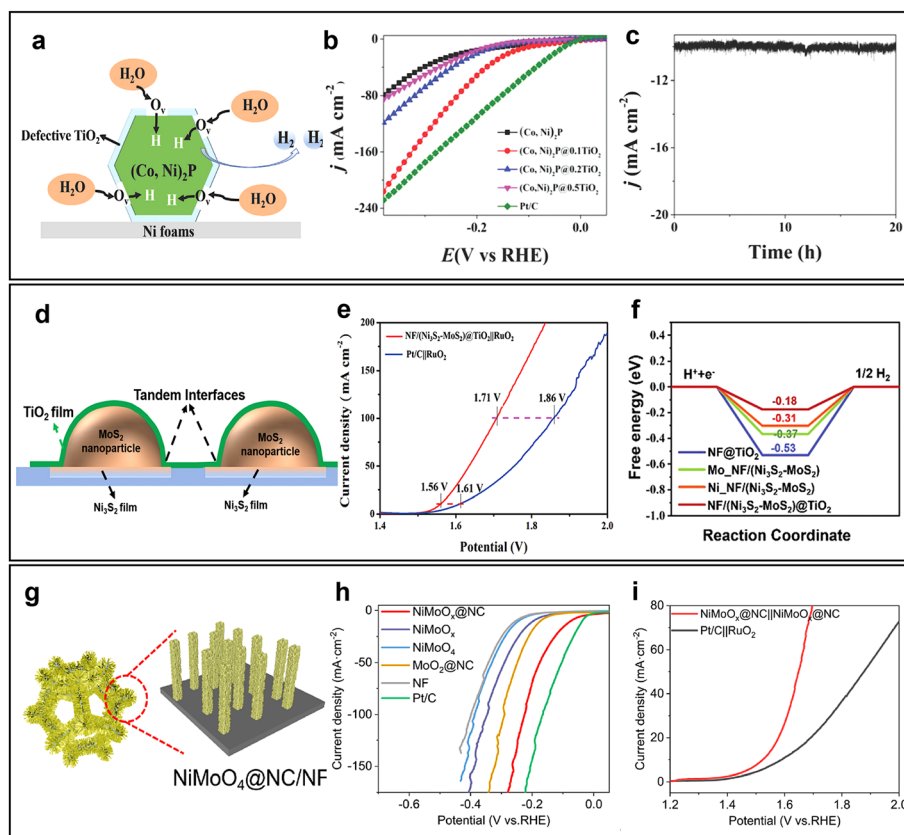 a
H₂O
H₂O
Oᵥ
Oᵥ
H
H
Defective TiO₂
H₂
H₂
(Co, Ni)₂P
H₂O
H₂O
H
H
Oᵥ
Oᵥ
Ni foams
b
0
-80
-160
-240
j (mA cm⁻²)
(Co, Ni)₂P
(Co, Ni)₂P@0.1TiO₂
(Co, Ni)₂P@0.2TiO₂
(Co,Ni)₂P@0.5TiO₂
Pt/C
-0.2
0.0
E(V vs RHE)
c
-12
-16
-20
j (mA cm⁻²)
0
10
20
Time (h)
d
Tandem Interfaces
TiO₂
film
MoS₂
nanoparticle
MoS₂
nanoparticle
Ni₃S₂ film
Ni₃S₂ film
e
200
150
100
50
0
Current density (mA cm⁻²)
NF/(Ni₃S₂-MoS₂)@TiO₂||RuO₂
Pt/C||RuO₂
1.71 V
1.86 V
1.56 V
1.61 V
1.4
1.6
1.8
2.0
Potential (V)
f
0.4
0.2
0.0
-0.2
-0.4
-0.6
-0.8
-1.0
Free energy (eV)
H⁺+e⁻
1/2 H₂
-0.18
-0.31
-0.37
-0.53
NF@TiO₂
Mo_NF/(Ni₃S₂-MoS₂)
Ni_NF/(Ni₃S₂-MoS₂)
NF/(Ni₃S₂-MoS₂)@TiO₂
Reaction Coordinate
g
NiMoO₄@NC/NF
h
0
-50
-100
-150
Current density (mA·cm⁻²)
NiMoOₓ@NC
NiMoOₓ
NiMoO₄
MoO₂@NC
NF
Pt/C
-0.6
-0.4
-0.2
0.0
Potential (V vs.RHE)
i
80
60
40
20
0
Current density (mA·cm⁻²)
NiMoOₓ@NC||NiMoOₓ@NC
Pt/C||RuO₂
1.2
1.4
1.6
1.8
2.0
Potential (V vs.RHE)